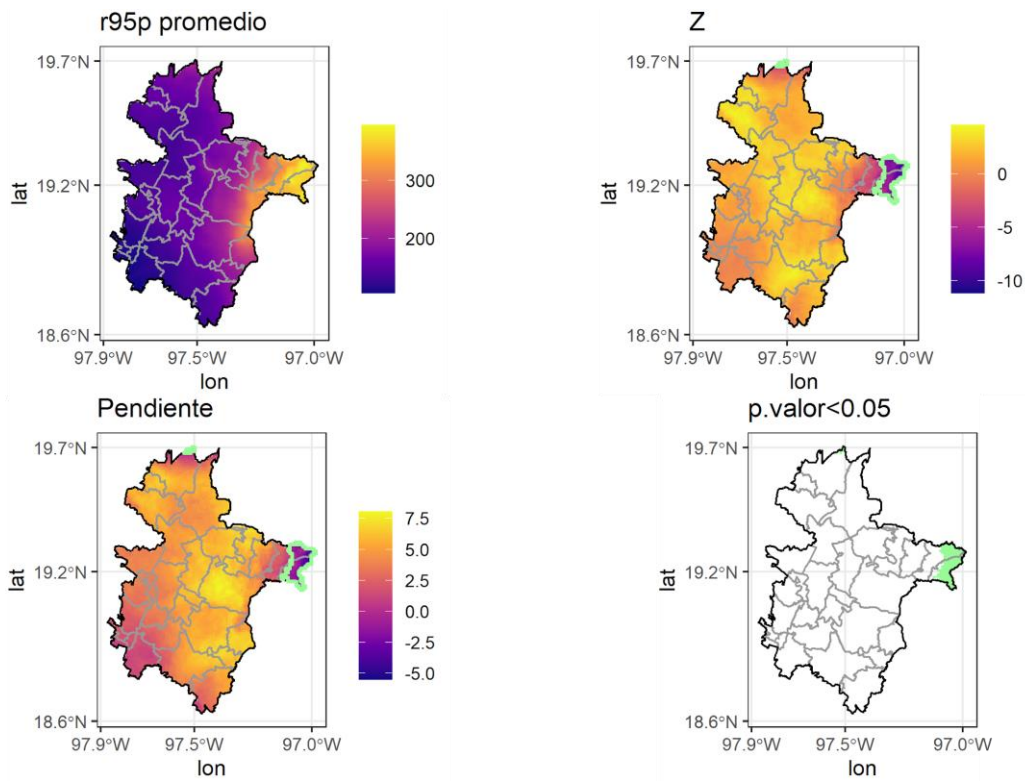 r95p promedio
19.7°N
19.2°N
18.6°N
lat
97.9°W 97.5°W 97.0°W
lon
300
200
Z
19.7°N
19.2°N
18.6°N
lat
97.9°W 97.5°W 97.0°W
lon
0
-5
-10
Pendiente
19.7°N
19.2°N
18.6°N
lat
97.9°W 97.5°W 97.0°W
lon
7.5
5.0
2.5
0.0
-2.5
-5.0
p.valor<0.05
19.7°N
19.2°N
18.6°N
lat
97.9°W 97.5°W 97.0°W
lon